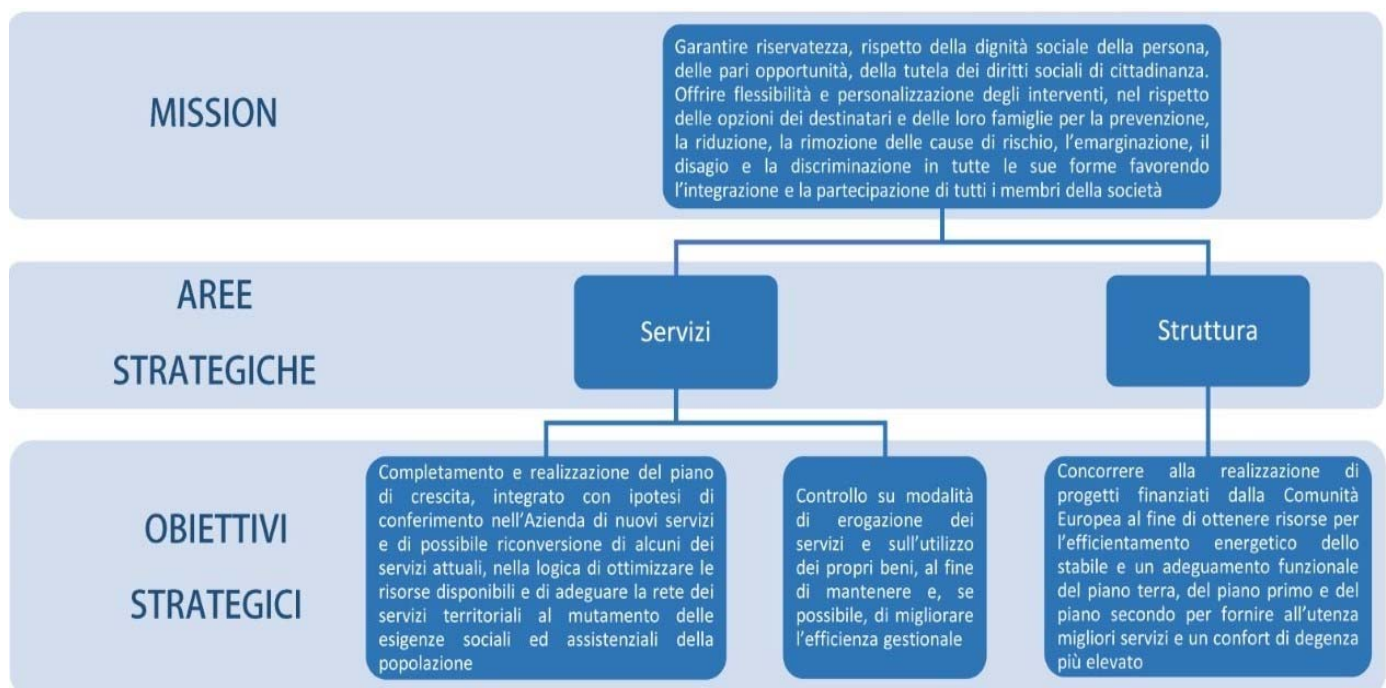 MISSION
Garantire riservatezza, rispetto della dignità sociale della persona,
delle pari opportunità, della tutela dei diritti sociali di cittadinanza.
Offrire flessibilità e personalizzazione degli interventi, nel rispetto
delle opzioni dei destinatari e delle loro famiglie per la prevenzione,
la riduzione, la rimozione delle cause di rischio, l'emarginazione, il
disagio e la discriminazione in tutte le sue forme favorendo
l'integrazione e la partecipazione di tutti i membri della società
AREE
STRATEGICHE
Servizi
Struttura
OBIETTIVI
STRATEGICI
Completamento e realizzazione del piano
di crescita, integrato con ipotesi di
conferimento nell'Azienda di nuovi servizi
e di possibile riconversione di alcuni dei
servizi attuali, nella logica di ottimizzare le
risorse disponibili e di adeguare la rete dei
servizi territoriali al mutamento delle
esigenze sociali ed assistenziali della
popolazione
Controllo su modalità
di erogazione dei
servizi e sull'utilizzo
dei propri beni, al fine
di mantenere e, se
possibile, di migliorare
l'efficienza gestionale
Concorrere alla realizzazione di
progetti finanziati dalla Comunità
Europea al fine di ottenere risorse per
l'efficientamento energetico dello
stabile e un adeguamento funzionale
del piano terra, del piano primo e del
piano secondo per fornire all'utenza
migliori servizi e un confort di degenza
più elevato